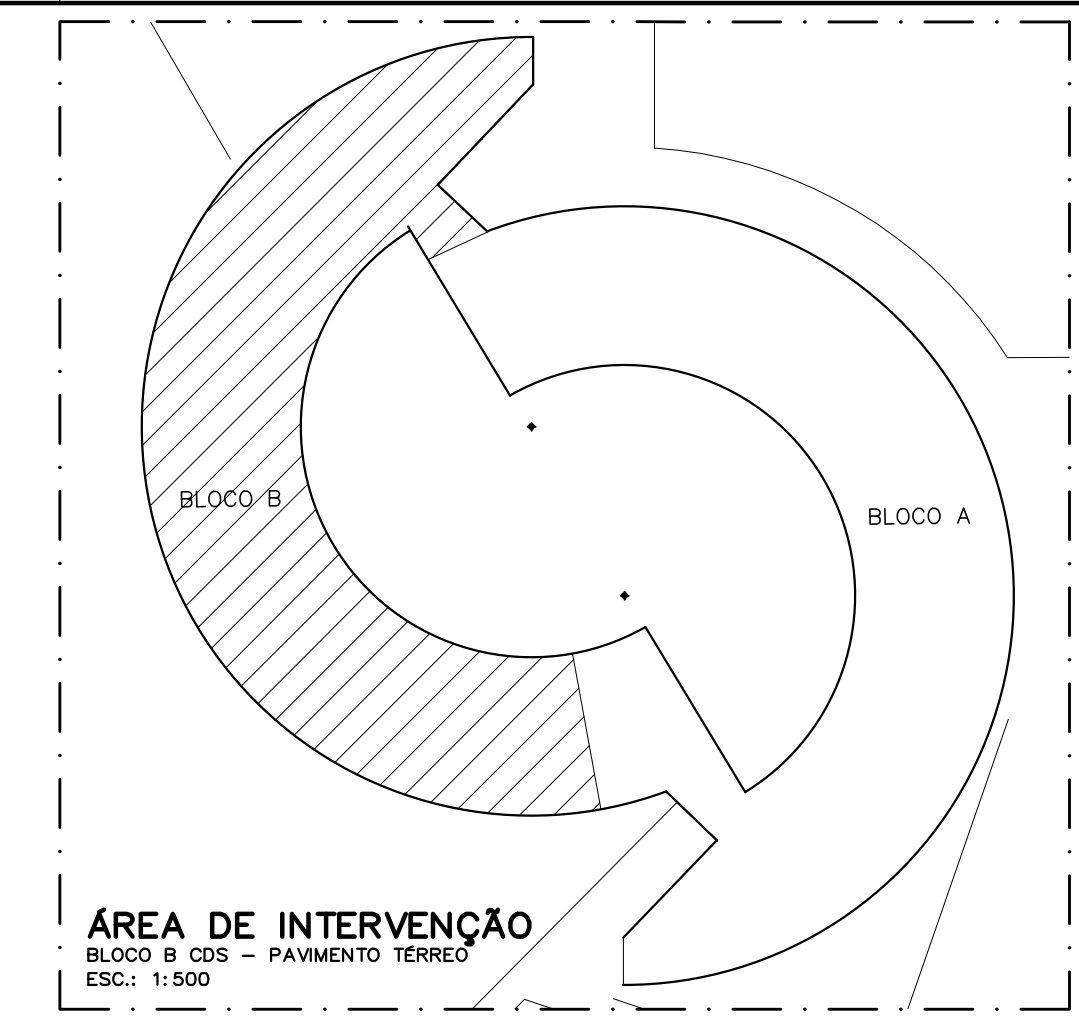 BLOCO B
BLOCO A
ÁREA DE INTERVENÇÃO
BLOCO B CDS – PAVIMENTO TÉRREO
ESC.: 1:500